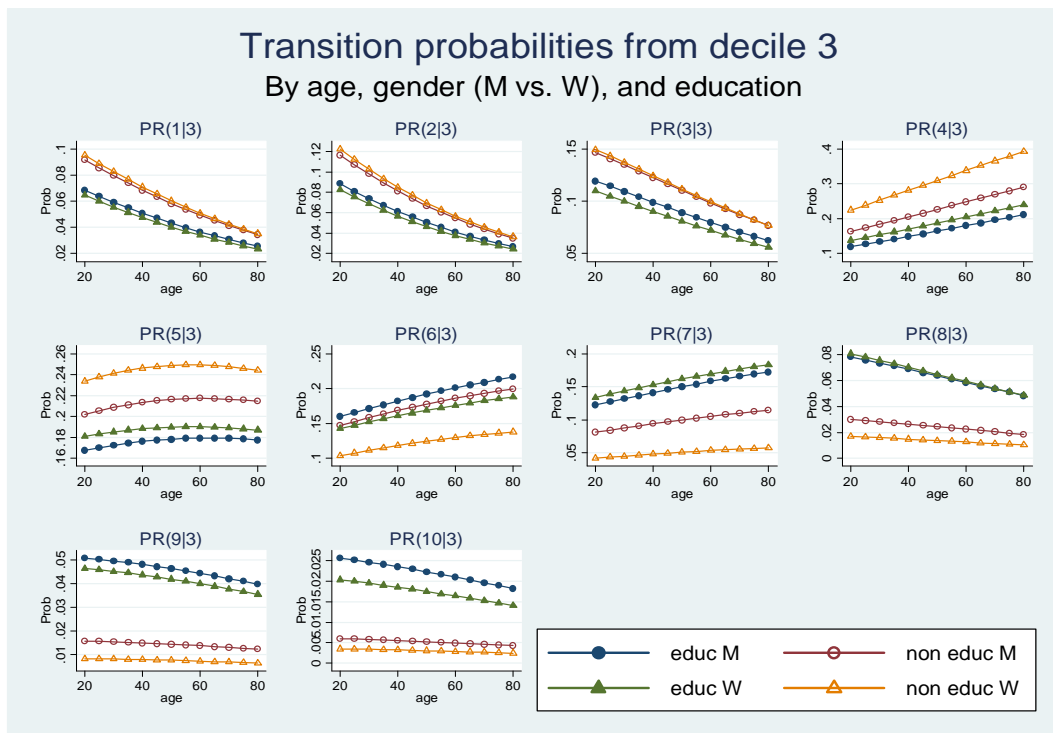 Transition probabilities from decile 3
By age, gender (M vs. W), and education
PR(1|3)
Prob
.1
.08
.06
.04
.02
20 40 60 80
age
PR(2|3)
Prob
.12
.1
.08
.06
.04
.02
20 40 60 80
age
PR(3|3)
Prob
.15
.1
.05
20 40 60 80
age
PR(4|3)
Prob
.4
.3
.2
.1
20 40 60 80
age
PR(5|3)
Prob
.26
.24
.22
.2
.18
.16
20 40 60 80
age
PR(6|3)
Prob
.25
.2
.15
.1
20 40 60 80
age
PR(7|3)
Prob
.2
.15
.1
.05
20 40 60 80
age
PR(8|3)
Prob
.08
.06
.04
.02
0
20 40 60 80
age
PR(9|3)
Prob
.05
.04
.03
.02
.01
20 40 60 80
age
PR(10|3)
Prob
.025
.02
.015
.01
.005
0
20 40 60 80
age
educ M non educ M
educ W non educ W